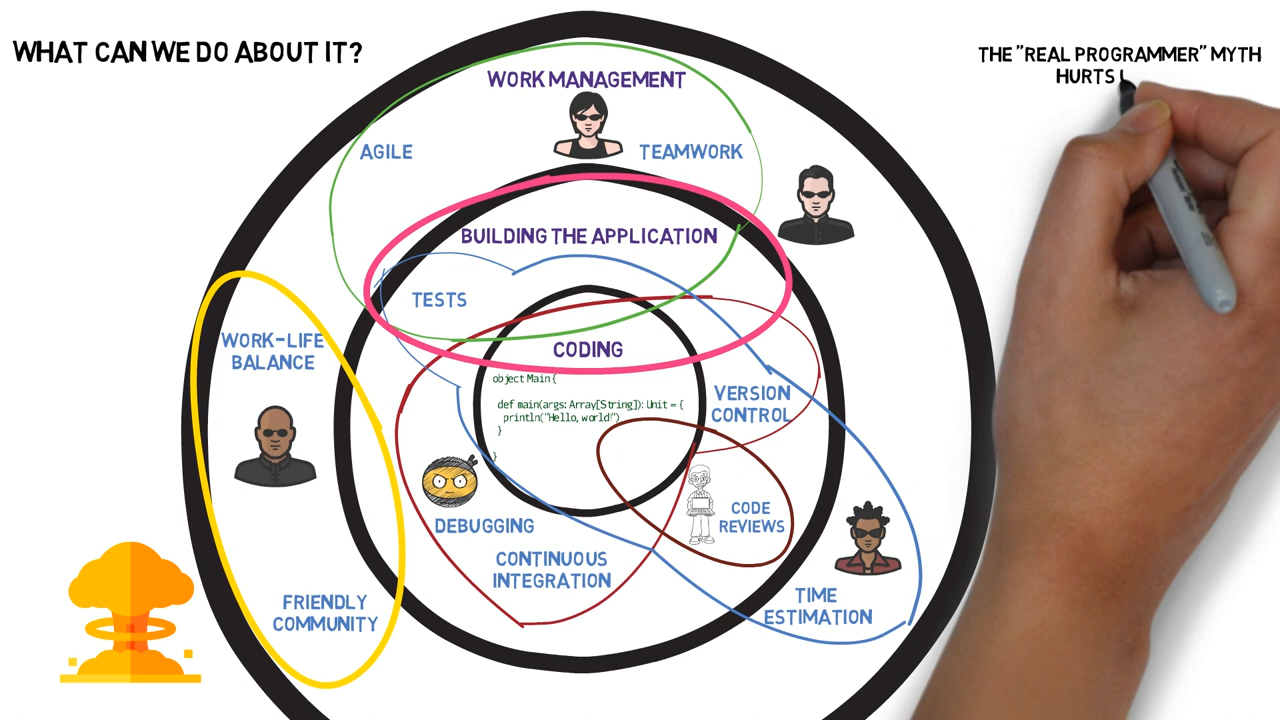 WHAT CAN WE DO ABOUT IT?
THE "REAL PROGRAMMER" MYTH
HURTS
WORK MANAGEMENT
AGILE
TEAMWORK
BUILDING THE APPLICATION
TESTS
CODING
object Main {
def main(args: Array[String]): Unit = {
println("Hello, world!")
}
}
VERSION
CONTROL
WORK-LIFE
BALANCE
CODE
REVIEWS
DEBUGGING
CONTINUOUS
INTEGRATION
TIME
ESTIMATION
FRIENDLY
COMMUNITY